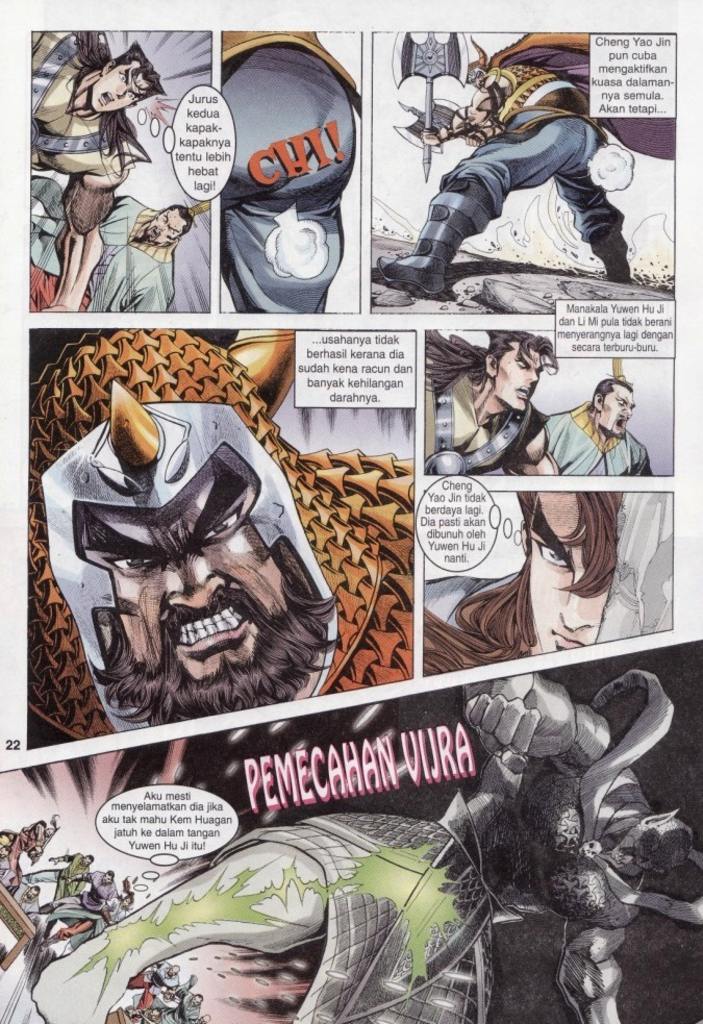 Jurus
kedua
kapak-
kapaknya
tentu lebih
hebat
lagi!
CHI!
Cheng Yao Jin
pun cuba
mengaktifkan
kuasa dalaman-
nya semula.
Akan tetapi...
...usahanya tidak
berhasil kerana dia
sudah kena racun dan
banyak kehilangan
darahnya.
Manakala Yuwen Hu Ji
dan Li Mi pula tidak berani
menyerangnya lagi dengan
secara terburu-buru.
Cheng
Yao Jin tidak
berdaya lagi.
Dia pasti akan
dibunuh oleh
Yuwen Hu Ji
nanti.
22
PEMECAHAN VIJRA
Aku mesti
menyelamatkan dia jika
aku tak mahu Kem Huagan
jatuh ke dalam tangan
Yuwen Hu Ji itu!